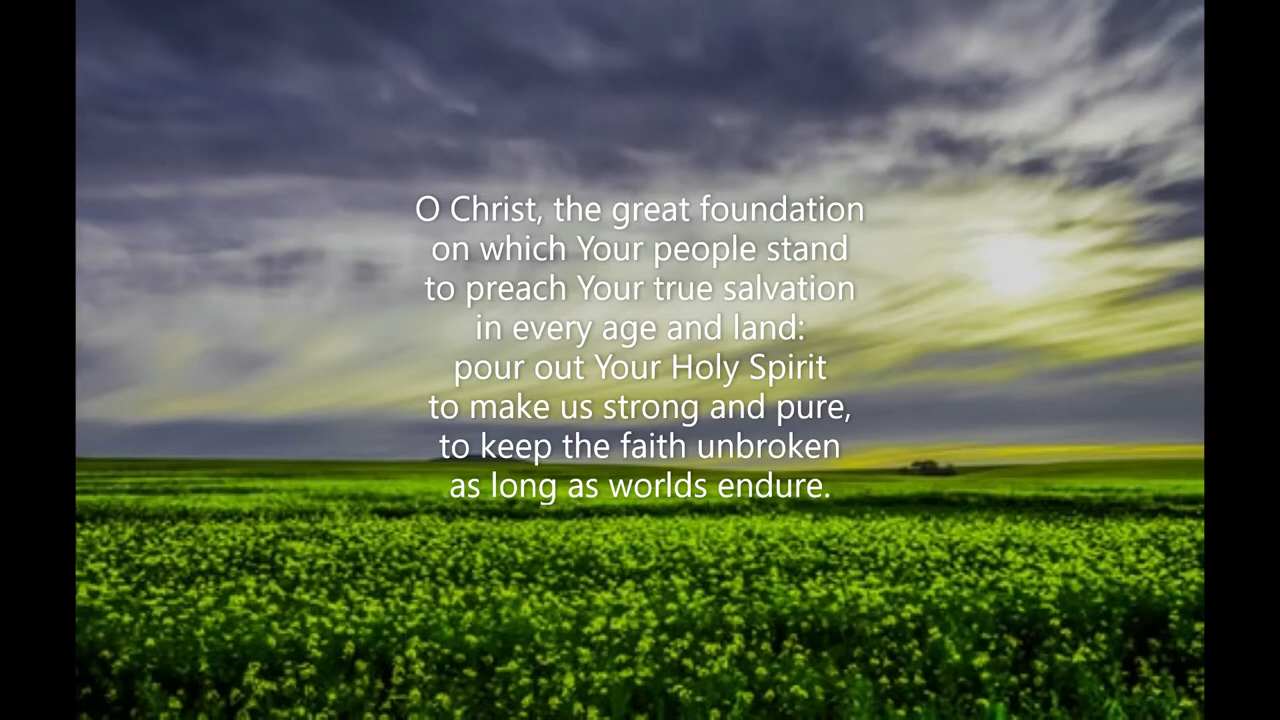 O Christ, the great foundation
on which Your people stand
to preach Your true salvation
in every age and land:
pour out Your Holy Spirit
to make us strong and pure,
to keep the faith unbroken
as long as worlds endure.